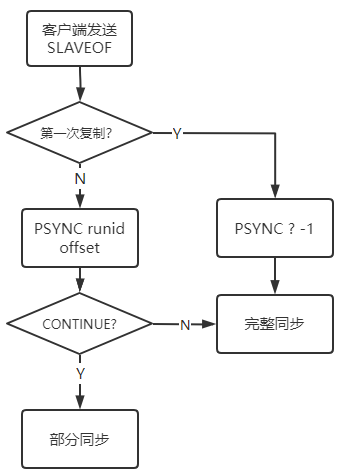 客户端发送
SLAVEOF
第一次复制?
Y
N
PSYNC runid
offset
PSYNC ? -1
CONTINUE?
N
完整同步
Y
部分同步